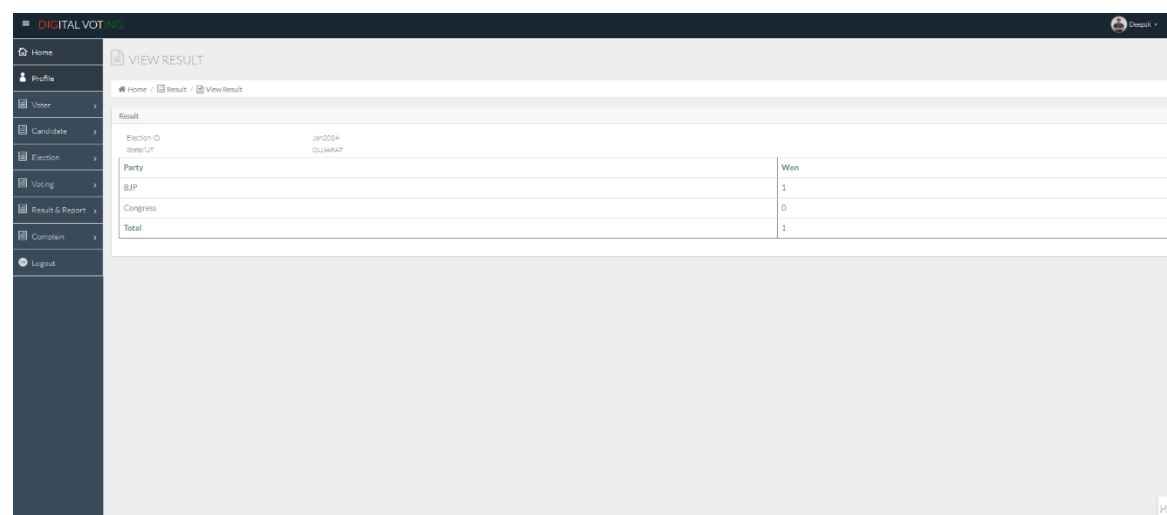 DIGITAL VOTING
Deepak
Home
Profile
Voter
Candidate
Election
Voting
Result & Report
Complain
Logout
VIEW RESULT
Home / Result / View Result
Result
Election ID Jan2024
State/UT GUJARAT
Party Won
BJP 1
Congress 0
Total 1